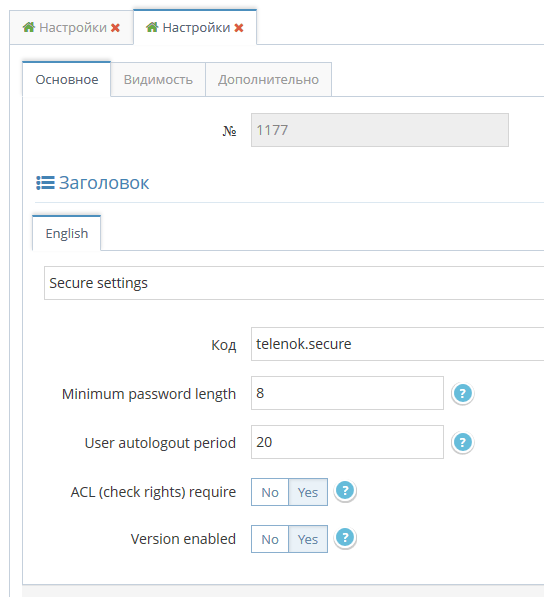 Настройки Настройки
Основное Видимость Дополнительно
№ 1177
Заголовок
English
Secure settings
Код telenok.secure
Minimum password length 8 ?
User autologout period 20 ?
ACL (check rights) require No Yes ?
Version enabled No Yes ?